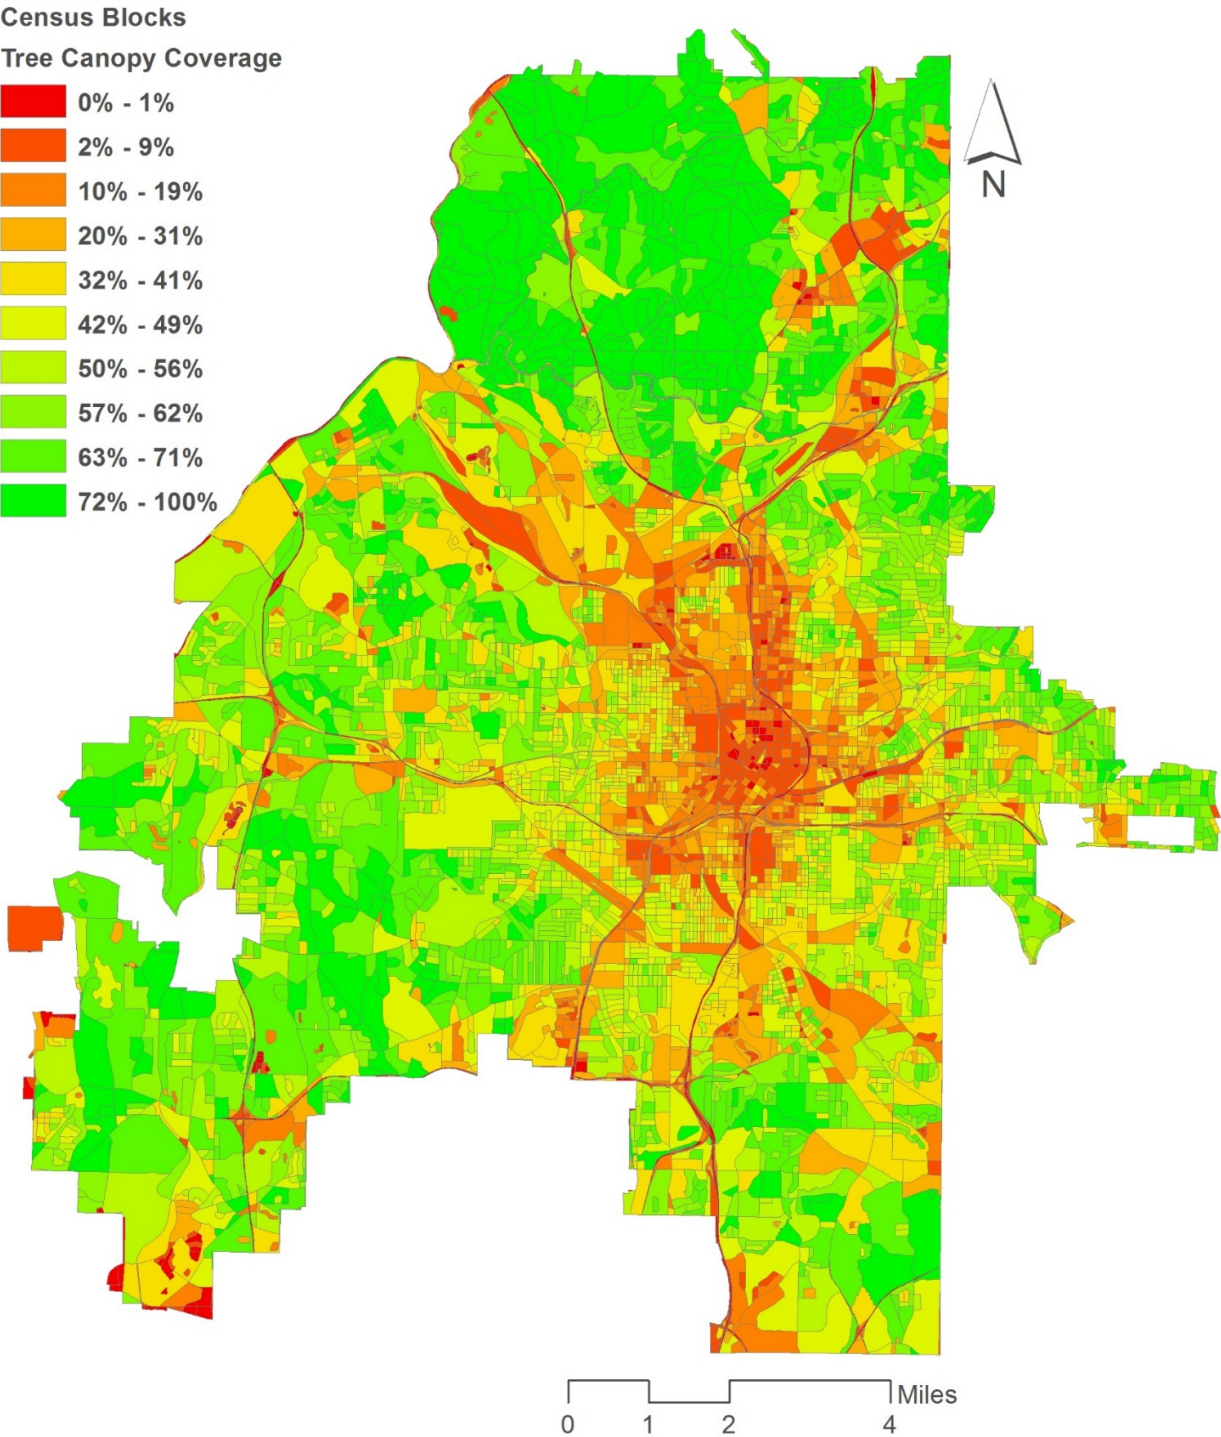 Census Blocks
Tree Canopy Coverage
0% - 1%
2% - 9%
10% - 19%
20% - 31%
32% - 41%
42% - 49%
50% - 56%
57% - 62%
63% - 71%
72% - 100%
N
Miles
0 1 2 4